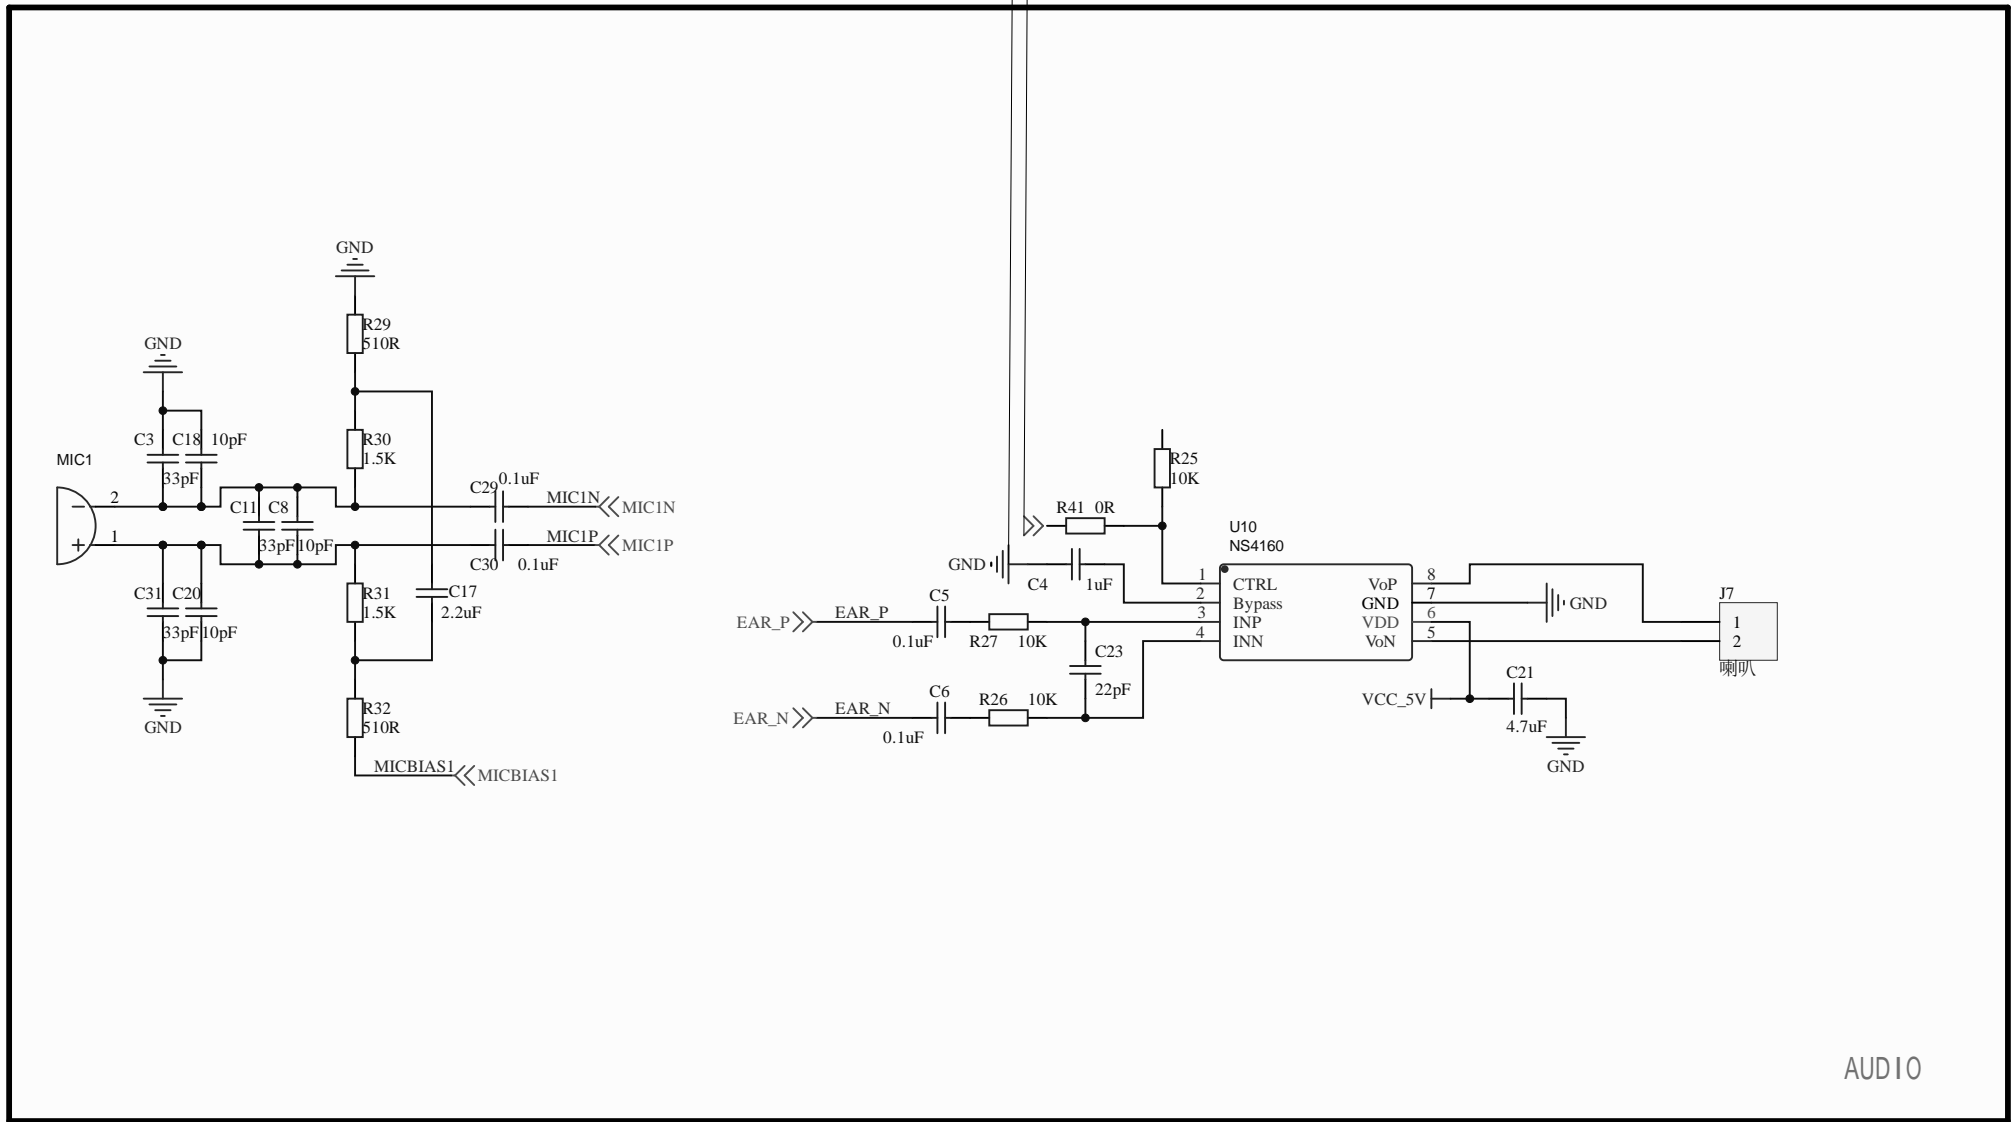 GND
R29
510R
GND
R30
1.5K
C3
C18
10pF
33pF
MIC1
2
1
C11
C8
33pF
10pF
C29
0.1uF
MIC1N
MIC1N
MIC1P
MIC1P
C30
0.1uF
C31
C20
33pF
10pF
GND
R31
1.5K
C17
2.2uF
R32
510R
MICBIAS1
MICBIAS1
R25
10K
R41
0R
GND
C4
1uF
EAR_P
EAR_P
C5
0.1uF
R27
10K
C23
22pF
EAR_N
EAR_N
C6
0.1uF
R26
10K
U10
NS4160
1
2
3
4
CTRL
Bypass
INP
INN
VoP
GND
VDD
VoN
8
7
6
5
GND
J7
1
2
喇叭
VCC_5V
C21
4.7uF
GND
AUDIO